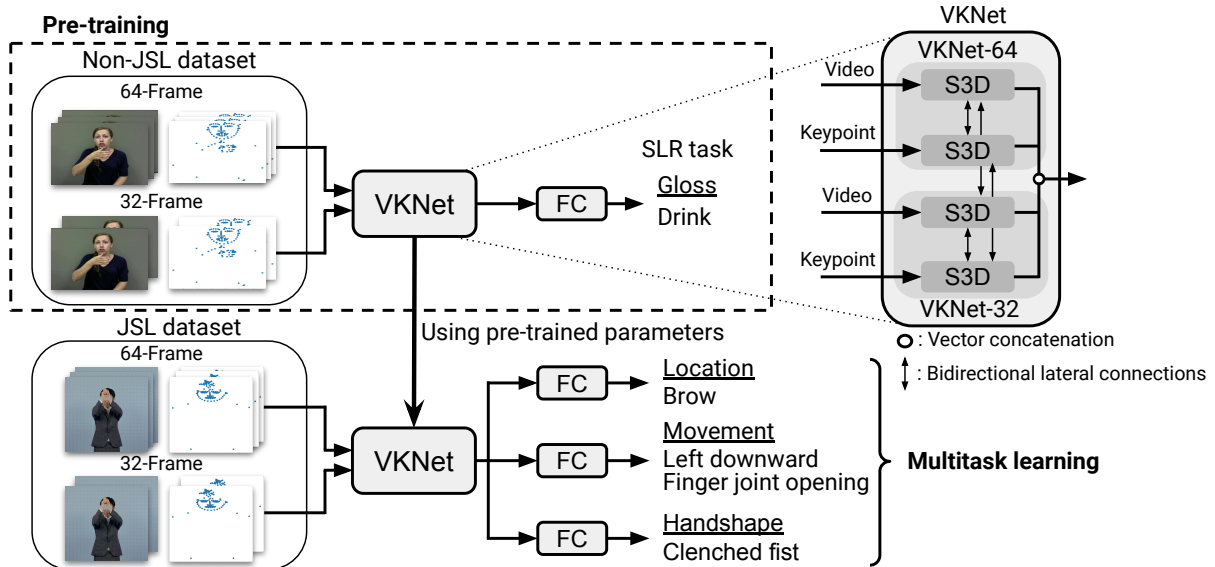 Pre-training
Non-JSL dataset
64-Frame
32-Frame
VKNet
FC
SLR task
Gloss
Drink
VKNet
VKNet-64
Video
S3D
Keypoint
S3D
Video
S3D
Keypoint
S3D
VKNet-32
: Vector concatenation
: Bidirectional lateral connections
Using pre-trained parameters
JSL dataset
64-Frame
32-Frame
VKNet
FC
Location
Brow
FC
Movement
Left downward
Finger joint opening
FC
Handshape
Clenched fist
Multitask learning